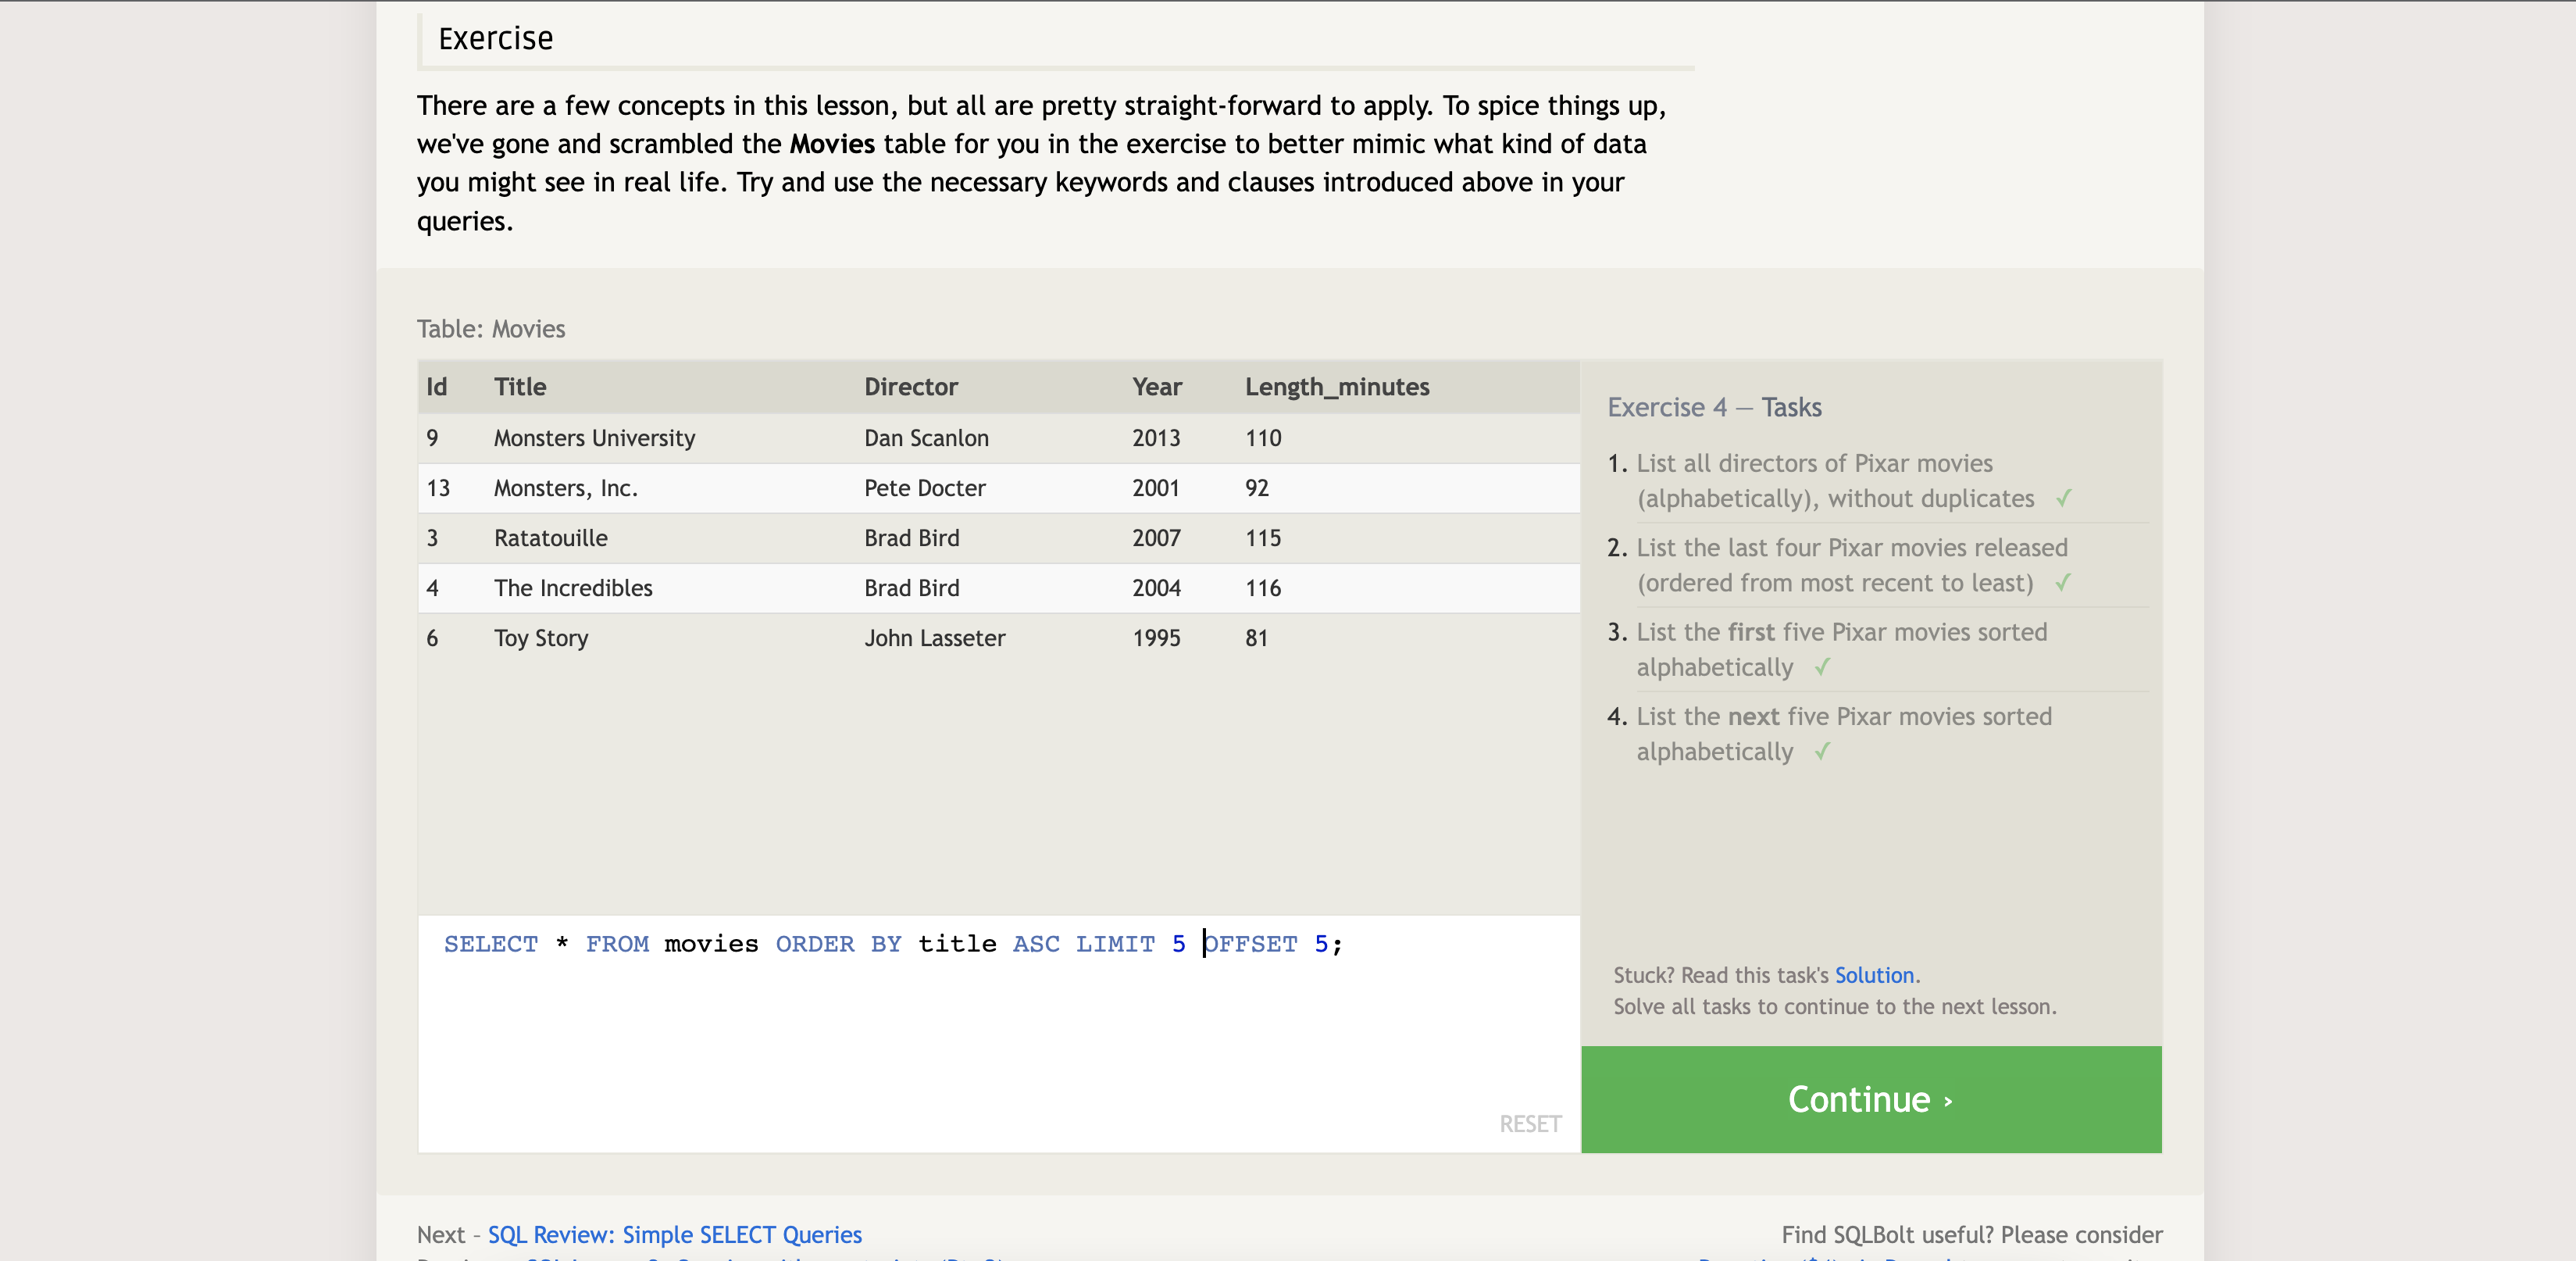 Exercise
There are a few concepts in this lesson, but all are pretty straight-forward to apply. To spice things up,
we've gone and scrambled the Movies table for you in the exercise to better mimic what kind of data
you might see in real life. Try and use the necessary keywords and clauses introduced above in your
queries.
Table: Movies
Id Title Director Year Length_minutes
9 Monsters University Dan Scanlon 2013 110
13 Monsters, Inc. Pete Docter 2001 92
3 Ratatouille Brad Bird 2007 115
4 The Incredibles Brad Bird 2004 116
6 Toy Story John Lasseter 1995 81
SELECT * FROM movies ORDER BY title ASC LIMIT 5 OFFSET 5;
RESET
Exercise 4 — Tasks
1. List all directors of Pixar movies
(alphabetically), without duplicates ✓
2. List the last four Pixar movies released
(ordered from most recent to least) ✓
3. List the first five Pixar movies sorted
alphabetically ✓
4. List the next five Pixar movies sorted
alphabetically ✓
Stuck? Read this task's Solution.
Solve all tasks to continue to the next lesson.
Continue ›
Next – SQL Review: Simple SELECT Queries
Find SQLBolt useful? Please consider